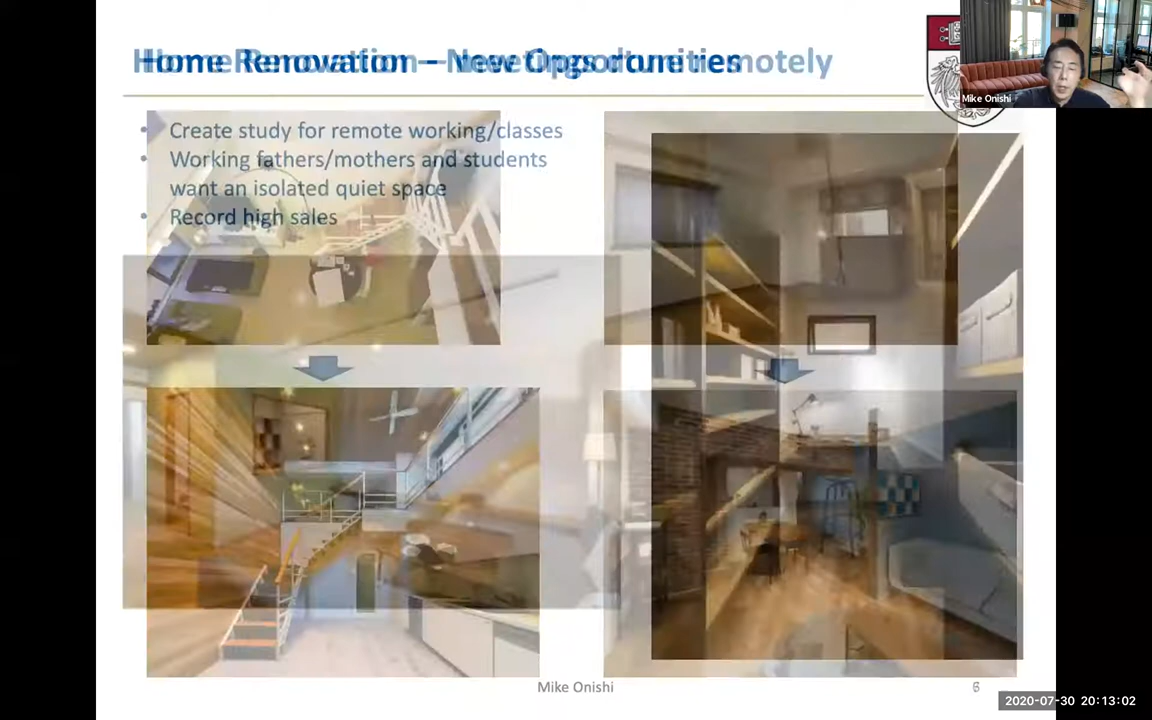 Home Renovation – new Opportunities
• Create study for remote working/classes
• Working fathers/mothers and students
want an isolated quiet space
• Record high sales
Mike Onishi
Mike Onishi
2020-07-30 20:13:02